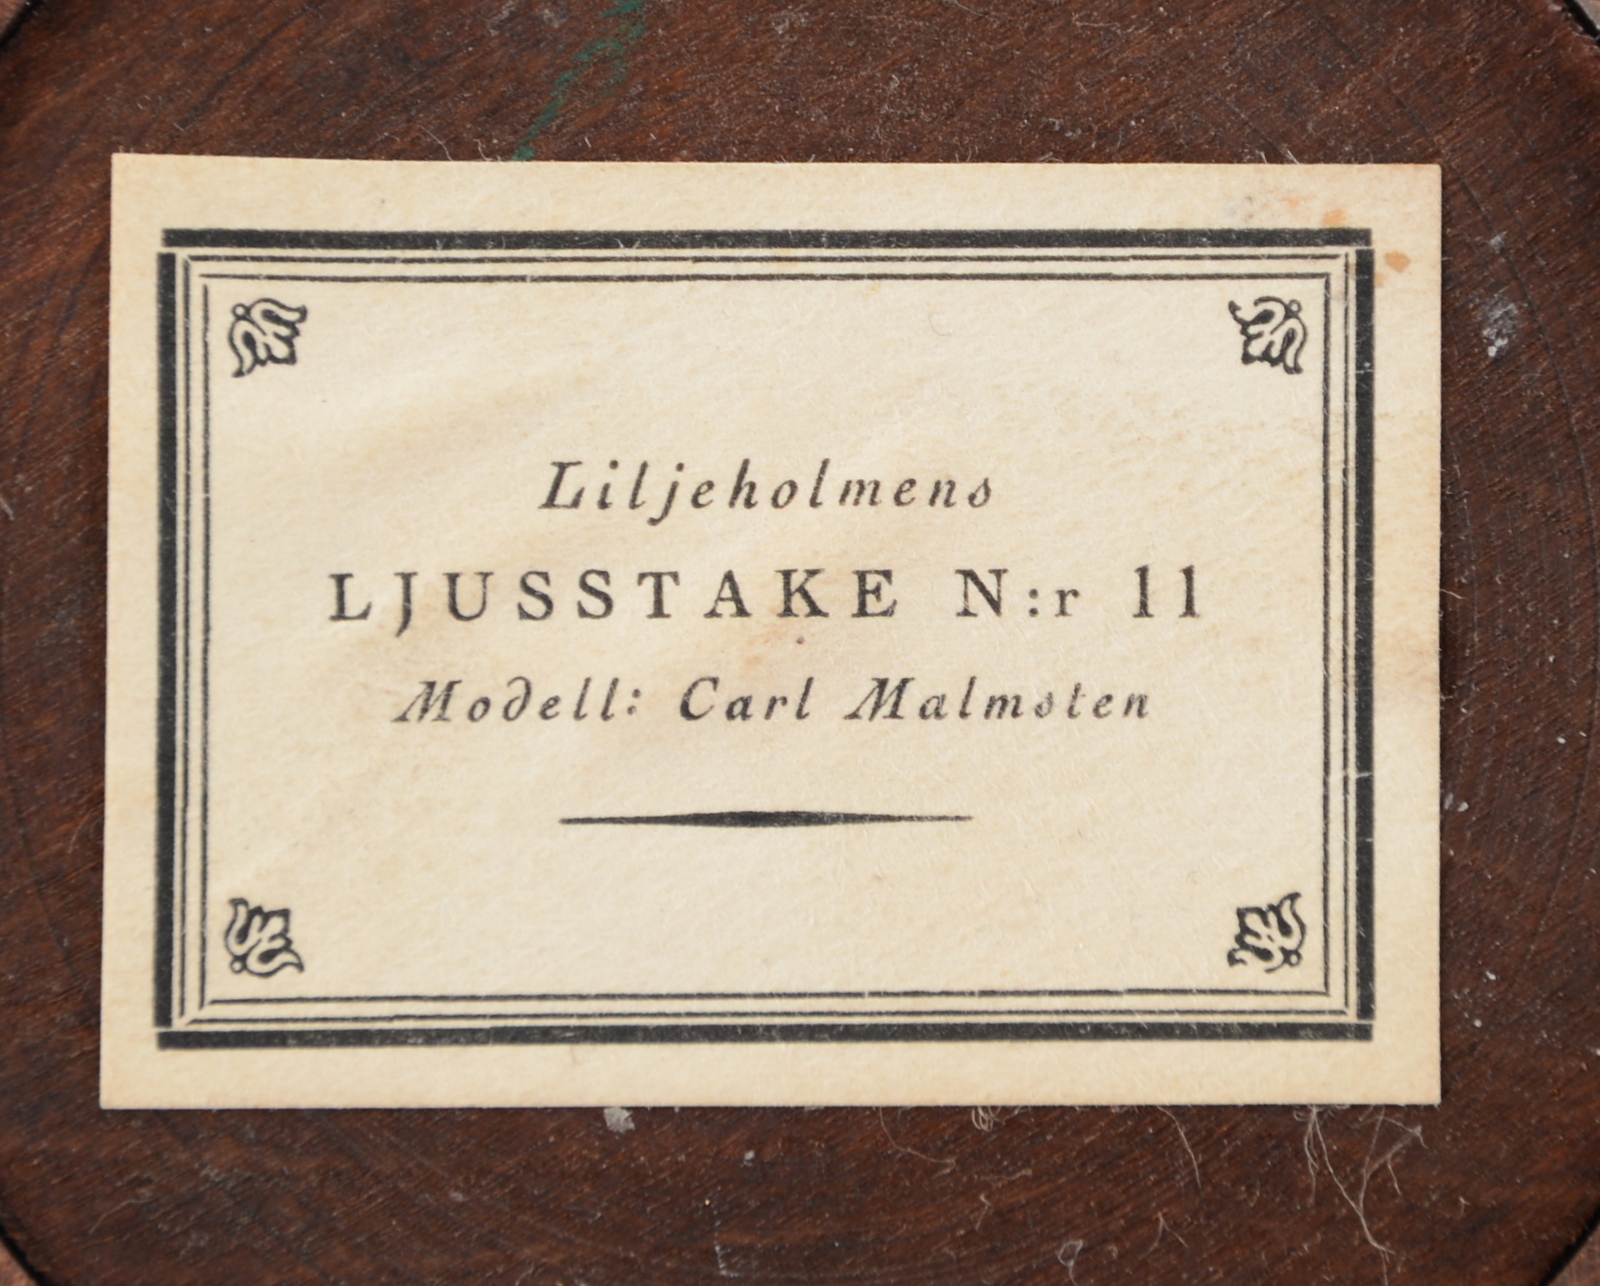 Liljeholmens
LJUSSTAKE N:r 11
Modell: Carl Malmsten